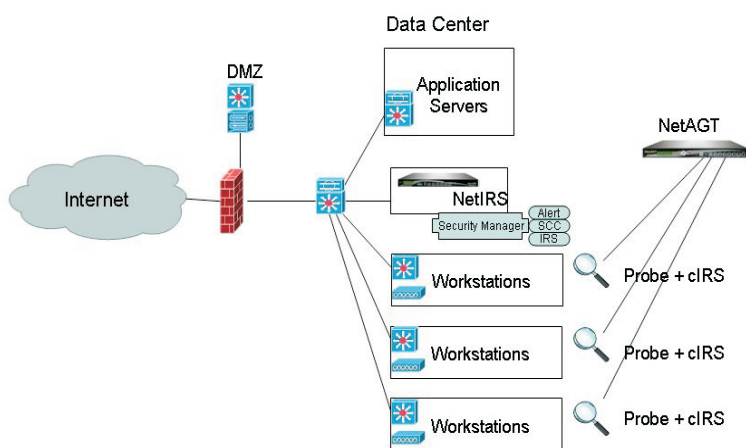 Data Center
DMZ
Application
Servers
NetAGT
Internet
NetIRS
Alert
Security Manager
SCC
IRS
Workstations
Probe + cIRS
Workstations
Probe + cIRS
Workstations
Probe + cIRS